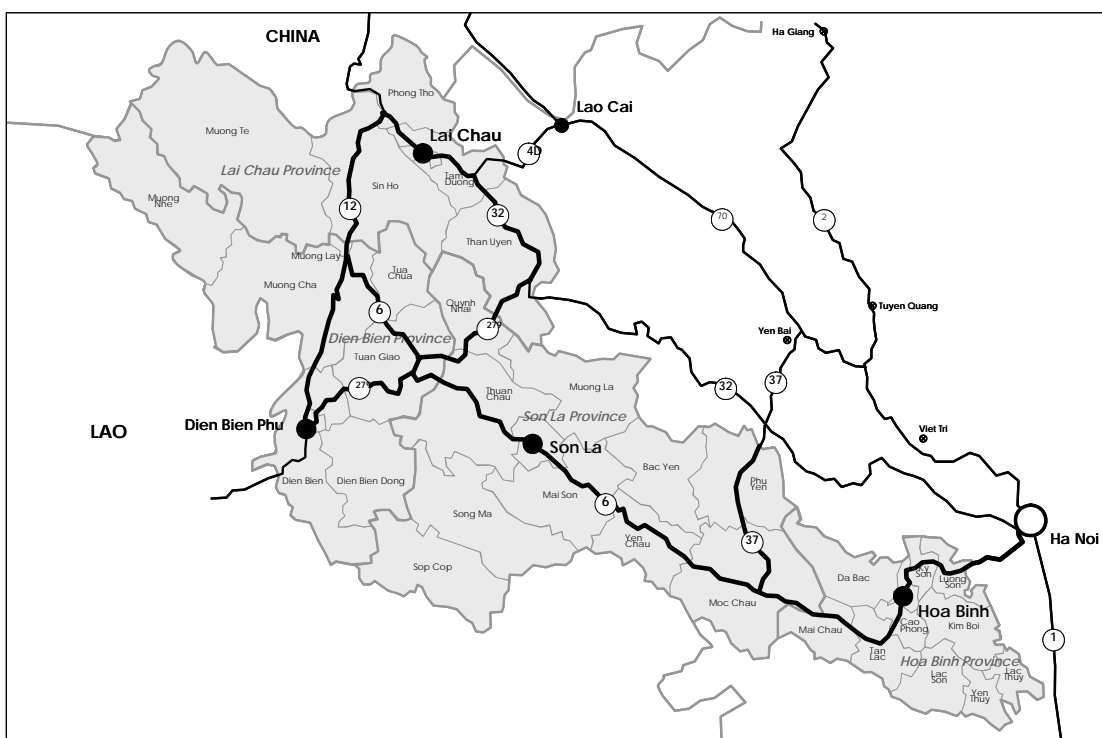 CHINA
Ha Giang
Phong Tho
Lao Cai
Muong Te
Lai Chau
4D
Lai Chau Province
Tam
Duong
Sin Ho
Muong
Nhe
12
32
70
2
Than Uyen
Muong Lay
Tua
Chua
Muong Cha
Quynh
Nhai
6
279
Tuyen Quang
Yen Bai
Dien Bien Province
Tuan Giao
279
Thuan
Chau
Muong La
32
37
Son La Province
Dien Bien Phu
LAO
Viet Tri
Son La
Bac Yen
Dien Bien
Dien Bien Dong
Mai Son
Phu
Yen
6
Song Ma
Ha Noi
Yen
Chau
37
Sop Cop
Da Bac
Ky
Son
Luong
Son
Moc Chau
Hoa Binh
Cao
Phong
Kim Boi
Mai Chau
1
Tan
Lac
Hoa Binh Province
Lac
Son
Lac
Thuy
Yen
Thuy